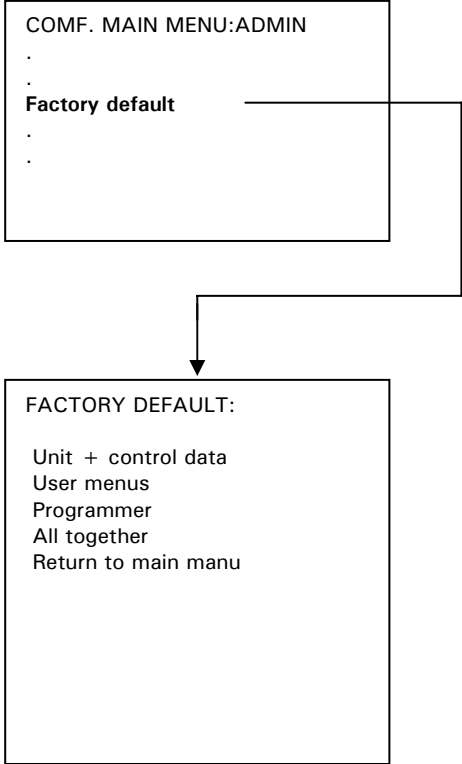 COMF. MAIN MENU:ADMIN
.
.
Factory default
.
.
FACTORY DEFAULT:
Unit + control data
User menus
Programmer
All together
Return to main manu